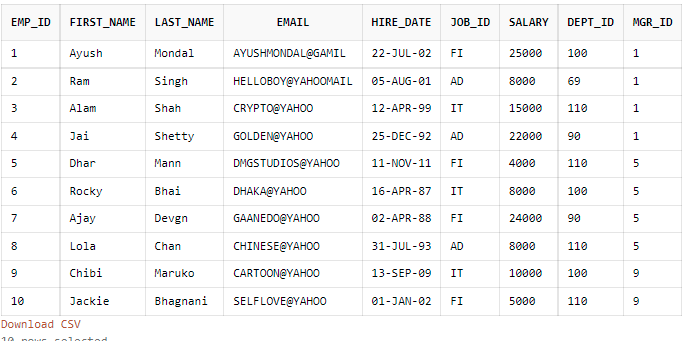 EMP_ID FIRST_NAME LAST_NAME EMAIL HIRE_DATE JOB_ID SALARY DEPT_ID MGR_ID
1 Ayush Mondal AYUSHMONDAL@GAMIL 22-JUL-02 FI 25000 100 1
2 Ram Singh HELLOBOY@YAHOOMAIL 05-AUG-01 AD 8000 69 1
3 Alam Shah CRYPTO@YAHOO 12-APR-99 IT 15000 110 1
4 Jai Shetty GOLDEN@YAHOO 25-DEC-92 AD 22000 90 1
5 Dhar Mann DMGSTUDIOS@YAHOO 11-NOV-11 FI 4000 110 5
6 Rocky Bhai DHAKA@YAHOO 16-APR-87 IT 8000 100 5
7 Ajay Devgn GAANEDO@YAHOO 02-APR-88 FI 24000 90 5
8 Lola Chan CHINESE@YAHOO 31-JUL-93 AD 8000 110 5
9 Chibi Maruko CARTOON@YAHOO 13-SEP-09 IT 10000 100 9
10 Jackie Bhagnani SELFLOVE@YAHOO 01-JAN-02 FI 5000 110 9
Download CSV
10 rows selected